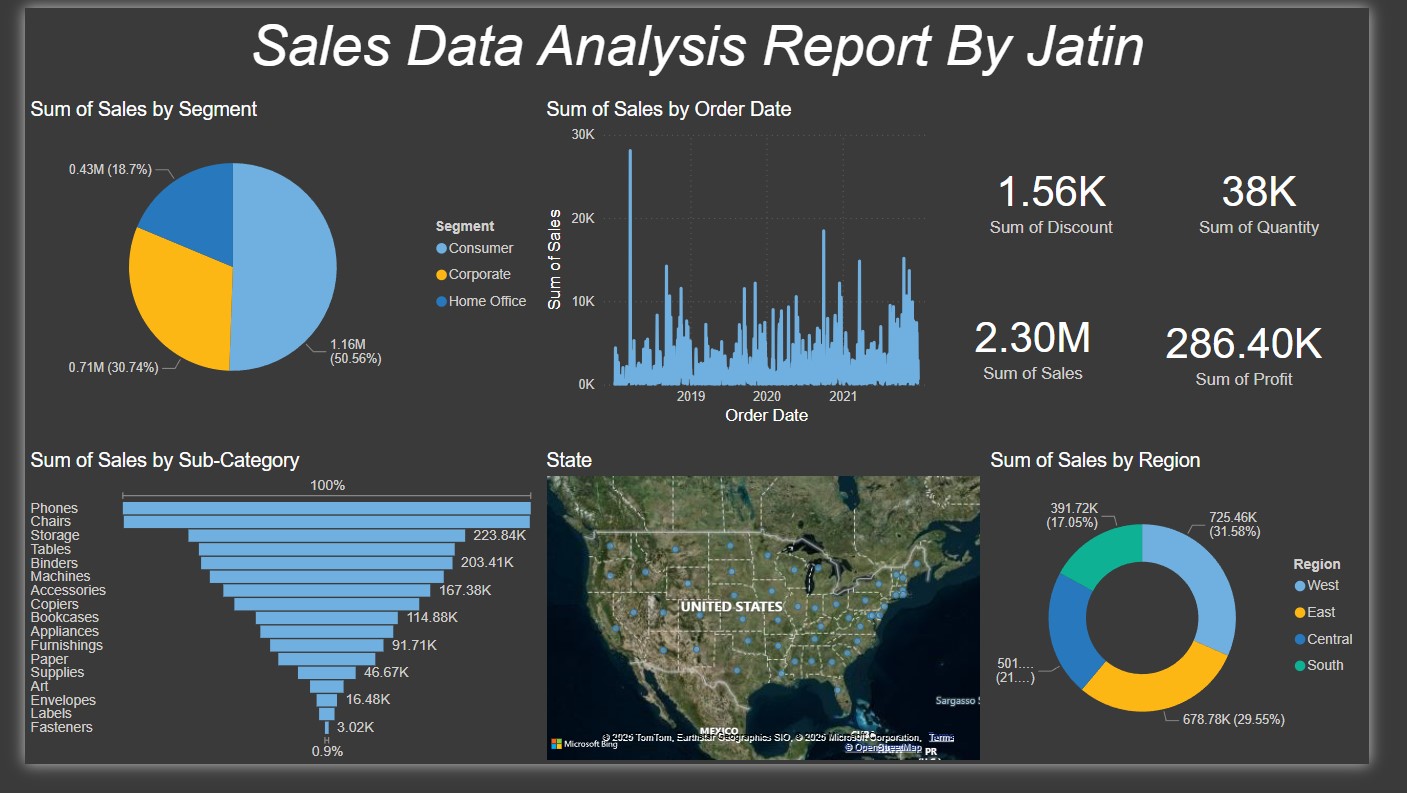 Sales Data Analysis Report By Jatin
Sum of Sales by Segment
0.43M (18.7%)
0.71M (30.74%)
1.16M
(50.56%)
Segment
Consumer
Corporate
Home Office
Sum of Sales by Order Date
Sum of Sales
30K
20K
10K
0K
2019 2020 2021
Order Date
1.56K
Sum of Discount
38K
Sum of Quantity
2.30M
Sum of Sales
286.40K
Sum of Profit
Sum of Sales by Sub-Category
100%
Phones
Chairs
Storage 223.84K
Tables
Binders 203.41K
Machines
Accessories 167.38K
Copiers
Bookcases 114.88K
Appliances
Furnishings 91.71K
Paper
Supplies 46.67K
Art
Envelopes 16.48K
Labels
Fasteners 3.02K
0.9%
State
UNITED STATES
MEXICO
Sargasso
Microsoft Bing
© 2025 TomTom, Earthstar Geographics SIO, © 2025 Microsoft Corporation, Terms
© OpenStreetMap
PR
Sum of Sales by Region
391.72K
(17.05%)
725.46K
(31.58%)
501....
(21....)
678.78K (29.55%)
Region
West
East
Central
South